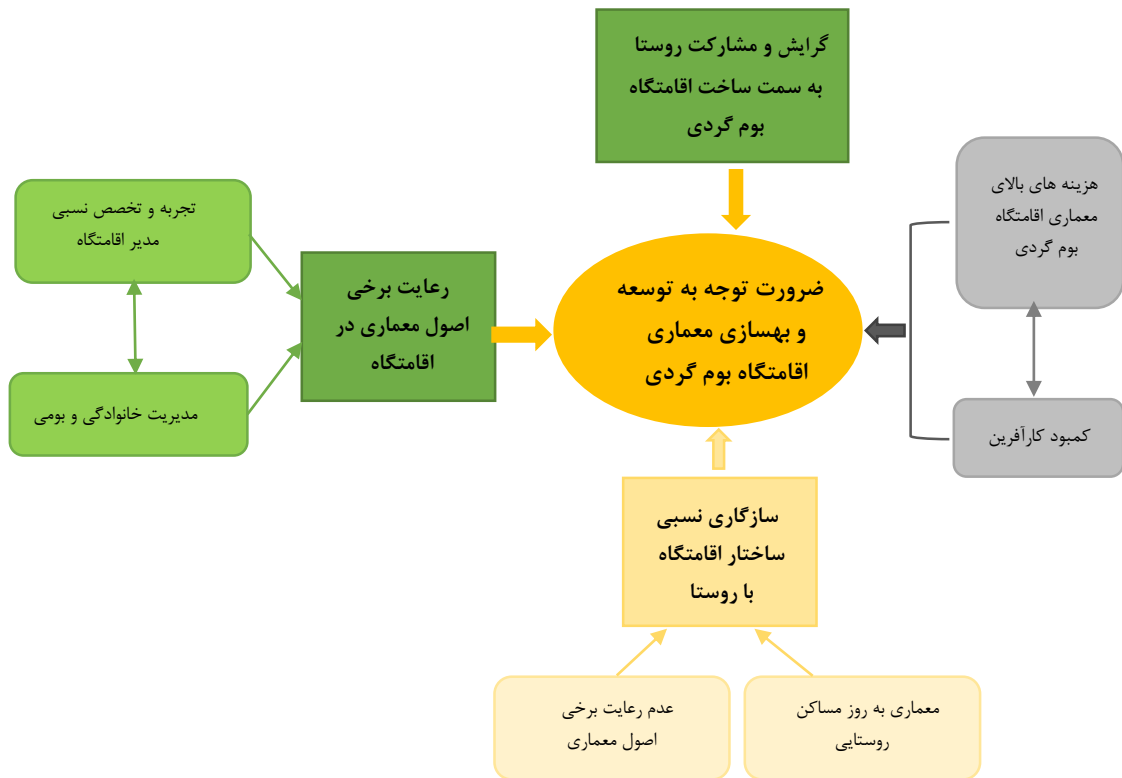 گرایش و مشارکت روستا
به سمت ساخت اقامتگاه
بوم گردی
هزینه های بالای
معماری اقامتگاه
بوم گردی
کمبود کارآفرین
ضرورت توجه به توسعه
و بهسازی معماری
اقامتگاه بوم گردی
رعایت برخی
اصول معماری در
اقامتگاه
تجربه و تخصص نسبی
مدیر اقامتگاه
مدیریت خانوادگی و بومی
سازگاری نسبی
ساختار اقامتگاه
با روستا
معماری به روز مساکن
روستایی
عدم رعایت برخی
اصول معماری